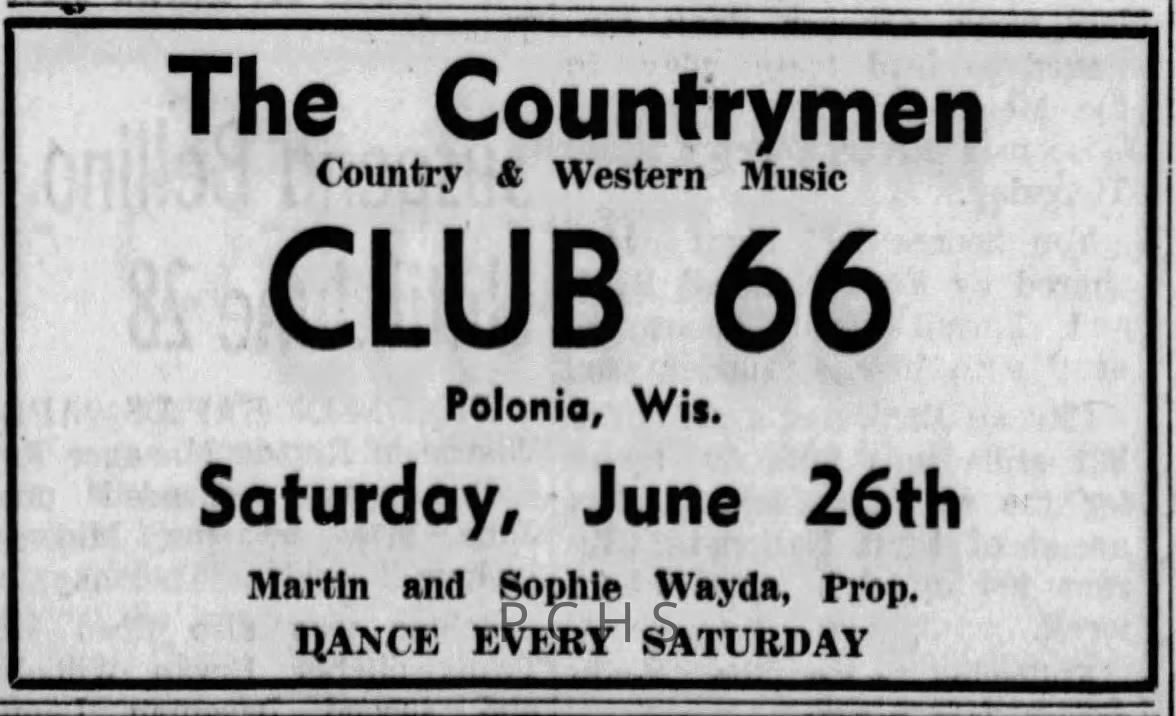 The Countrymen
Country & Western Music
CLUB 66
Polonia, Wis.
Saturday, June 26th
Martin and Sophie Wayda, Prop.
PCHS
DANCE EVERY SATURDAY